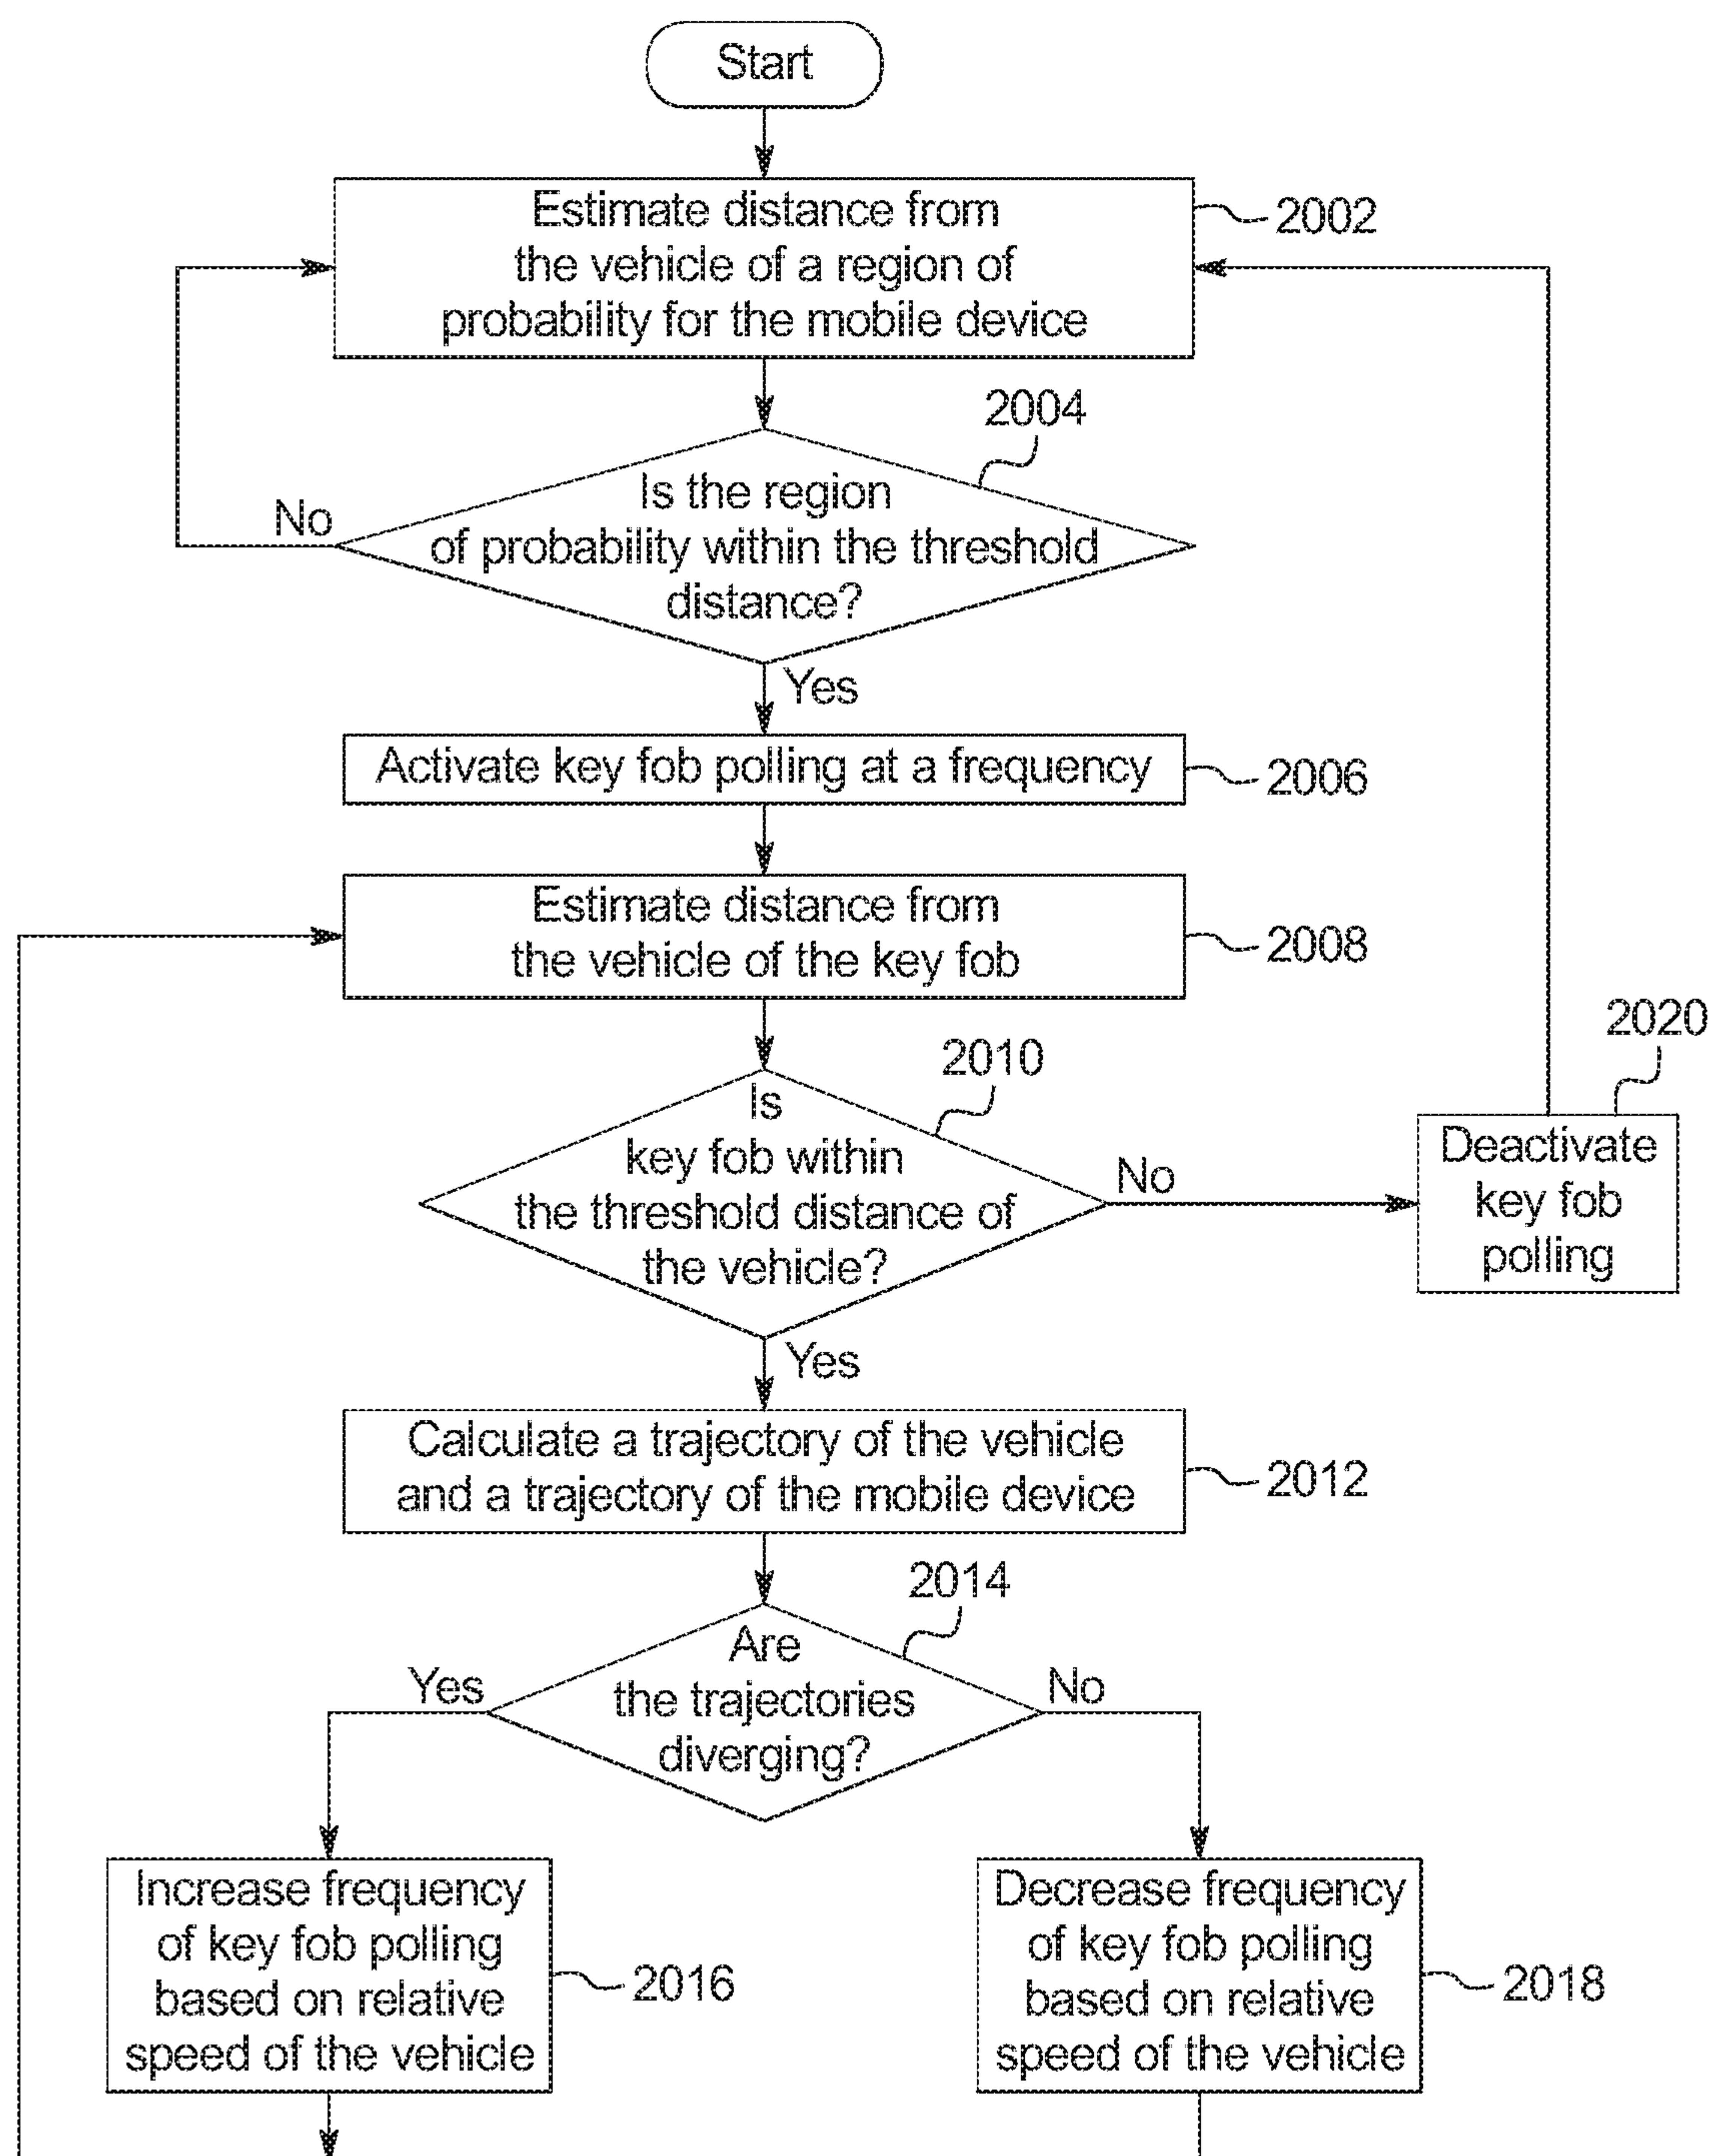 Start
Estimate distance from
the vehicle of a region of
probability for the mobile device
2002
2004
Is the region
of probability within the threshold
distance?
No
Yes
Activate key fob polling at a frequency
2006
Estimate distance from
the vehicle of the key fob
2008
2010
Is
key fob within
the threshold distance of
the vehicle?
No
2020
Deactivate
key fob
polling
Yes
Calculate a trajectory of the vehicle
and a trajectory of the mobile device
2012
2014
Are
the trajectories
diverging?
Yes
No
Increase frequency
of key fob polling
based on relative
speed of the vehicle
2016
Decrease frequency
of key fob polling
based on relative
speed of the vehicle
2018